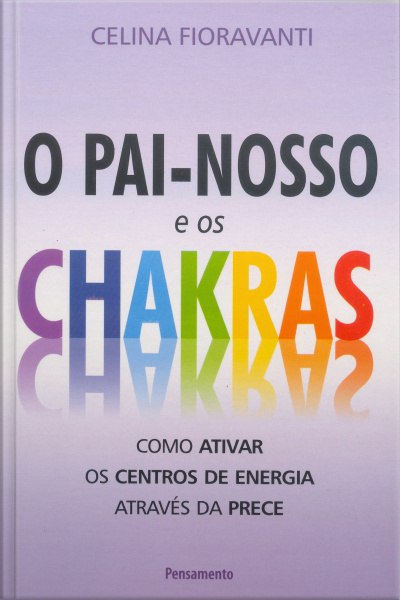 CELINA FIORAVANTI
O PAI-NOSSO
e os
CHAKRAS
COMO ATIVAR
OS CENTROS DE ENERGIA
ATRAVÉS DA PRECE
Pensamento